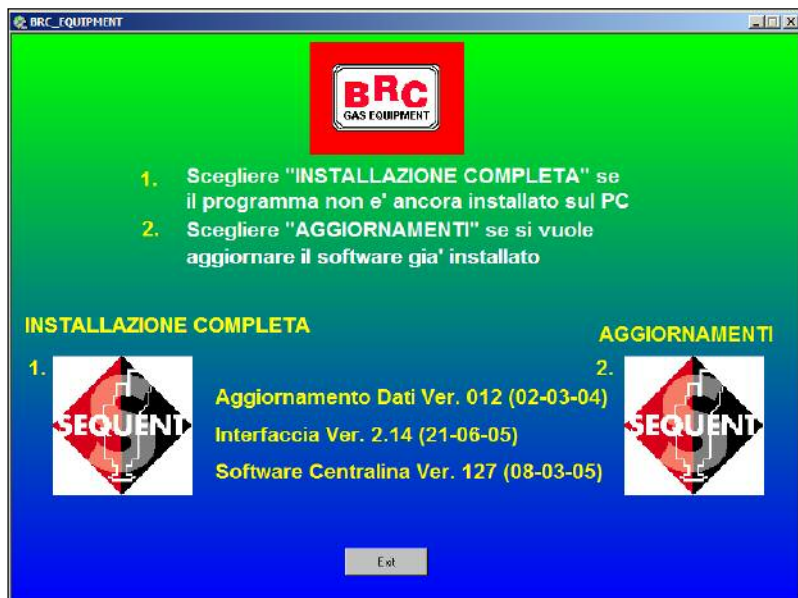 BRC_EQUIPMENT
BRC
GAS EQUIPMENT
1. Scegliere "INSTALLAZIONE COMPLETA" se
il programma non e' ancora installato sul PC
2. Scegliere "AGGIORNAMENTI" se si vuole
aggiornare il software gia' installato
INSTALLAZIONE COMPLETA
AGGIORNAMENTI
1.
2.
SEQUENT
Aggiornamento Dati Ver. 012 (02-03-04)
Interfaccia Ver. 2.14 (21-06-05)
Software Centralina Ver. 127 (08-03-05)
SEQUENT
Exit